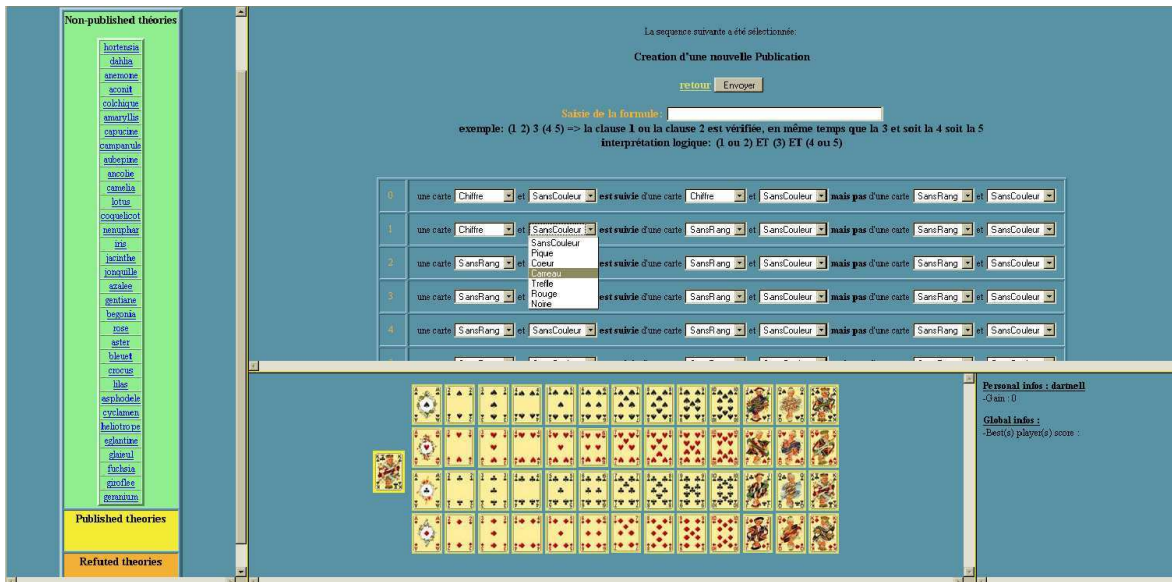 Non-published théories
hortensia
dahlia
anemone
aconit
colchique
amaryllis
capucine
campanule
aubepine
ancolie
camelia
lotus
coquelicot
nenuphar
iris
jacinthe
jonquille
azalee
gentiane
begonia
rose
aster
bleuet
crocus
lilas
asphodele
cyclamen
heliotrope
eglantine
glaieul
fuchsia
giroflee
geranium
Published theories
Refuted theories
La sequence suivante a été sélectionnée:
Creation d'une nouvelle Publication
retour Envoyer
Saisie de la formule:
exemple: (1 2) 3 (4 5) => la clause 1 ou la clause 2 est vérifiée, en même temps que la 3 et soit la 4 soit la 5
interprétation logique: (1 ou 2) ET (3) ET (4 ou 5)
0 une carte Chiffre et SansCouleur est suivie d'une carte Chiffre et SansCouleur mais pas d'une carte SansRang et SansCouleur
1 une carte Chiffre et SansCouleur est suivie d'une carte SansRang et SansCouleur mais pas d'une carte SansRang et SansCouleur
SansCouleur
Pique
Coeur
Carreau
Trefle
Rouge
Noire
2 une carte SansRang et SansCouleur est suivie d'une carte SansRang et SansCouleur mais pas d'une carte SansRang et SansCouleur
3 une carte SansRang et SansCouleur est suivie d'une carte SansRang et SansCouleur mais pas d'une carte SansRang et SansCouleur
4 une carte SansRang et SansCouleur est suivie d'une carte SansRang et SansCouleur mais pas d'une carte SansRang et SansCouleur
Personal infos : dartnell
-Gain : 0
Global infos :
-Best(s) player(s) score :